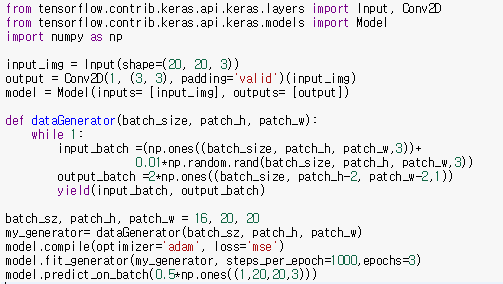 from tensorflow.contrib.keras.api.keras.layers import Input, Conv2D
from tensorflow.contrib.keras.api.keras.models import Model
import numpy as np

input_img = Input(shape=(20, 20, 3))
output = Conv2D(1, (3, 3), padding='valid')(input_img)
model = Model(inputs= [input_img], outputs= [output])

def dataGenerator(batch_size, patch_h, patch_w):
    while 1:
        input_batch =(np.ones((batch_size, patch_h, patch_w,3))+
                    0.01*np.random.rand(batch_size, patch_h, patch_w,3))
        output_batch =2*np.ones((batch_size, patch_h-2, patch_w-2,1))
        yield(input_batch, output_batch)

batch_sz, patch_h, patch_w = 16, 20, 20
my_generator= dataGenerator(batch_sz, patch_h, patch_w)
model.compile(optimizer='adam', loss='mse')
model.fit_generator(my_generator, steps_per_epoch=1000,epochs=3)
model.predict_on_batch(0.5*np.ones((1,20,20,3)))